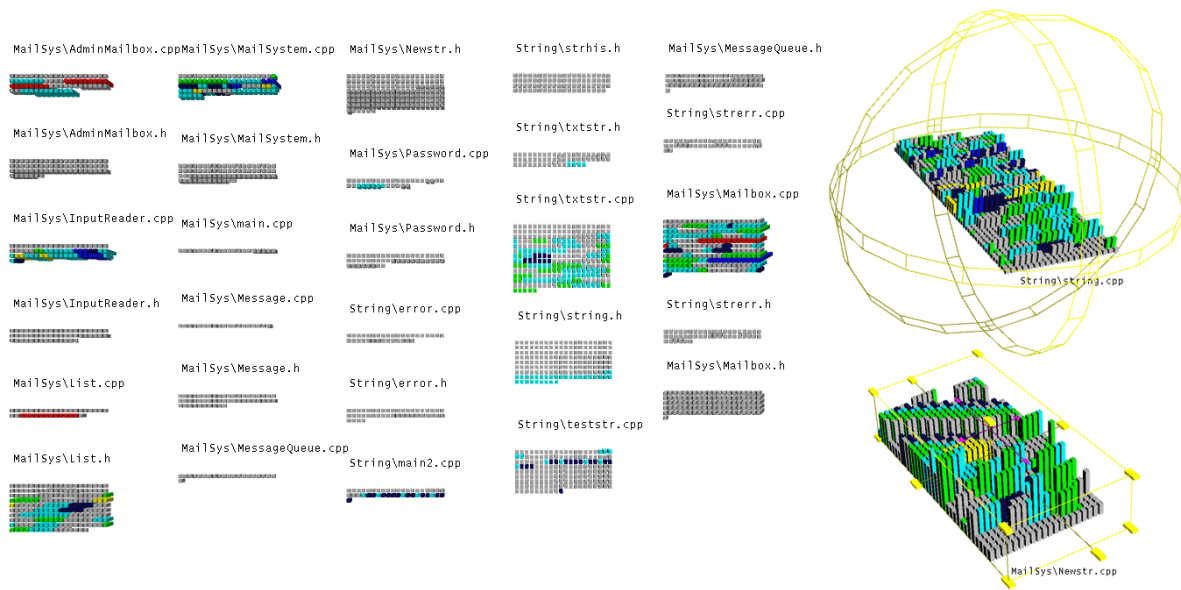 MailSys\AdminMailbox.cpp
MailSys\AdminMailbox.h
MailSys\InputReader.cpp
MailSys\InputReader.h
MailSys\List.cpp
MailSys\List.h
MailSys\MailSystem.cpp
MailSys\MailSystem.h
MailSys\main.cpp
MailSys\Message.cpp
MailSys\Message.h
MailSys\MessageQueue.cpp
MailSys\Newstr.h
MailSys\Password.cpp
MailSys\Password.h
String\error.cpp
String\error.h
String\main2.cpp
String\strhis.h
String\txtstr.h
String\txtstr.cpp
String\string.h
String\teststr.cpp
MailSys\MessageQueue.h
String\strerr.cpp
MailSys\Mailbox.cpp
String\strerr.h
MailSys\Mailbox.h
String\string.cpp
MailSys\Newstr.cpp